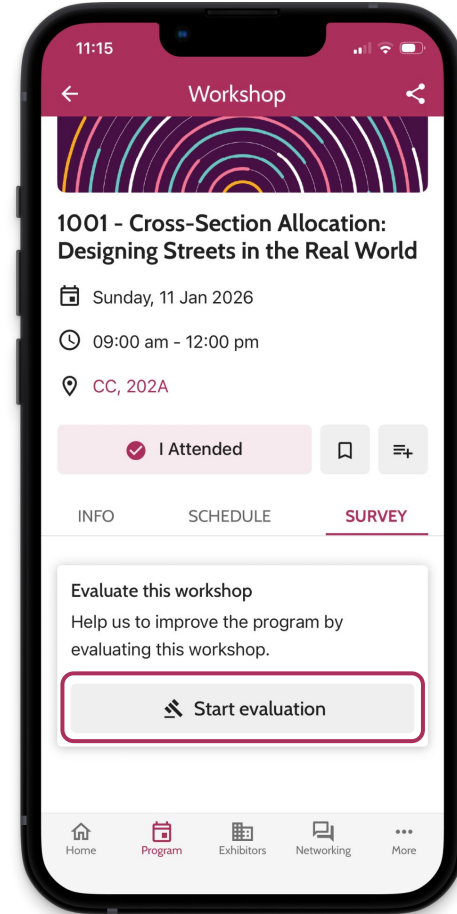 11:15
Workshop
1001 - Cross-Section Allocation:
Designing Streets in the Real World
Sunday, 11 Jan 2026
09:00 am - 12:00 pm
CC, 202A
I Attended
INFO SCHEDULE SURVEY
Evaluate this workshop
Help us to improve the program by
evaluating this workshop.
Start evaluation
Home Program Exhibitors Networking More